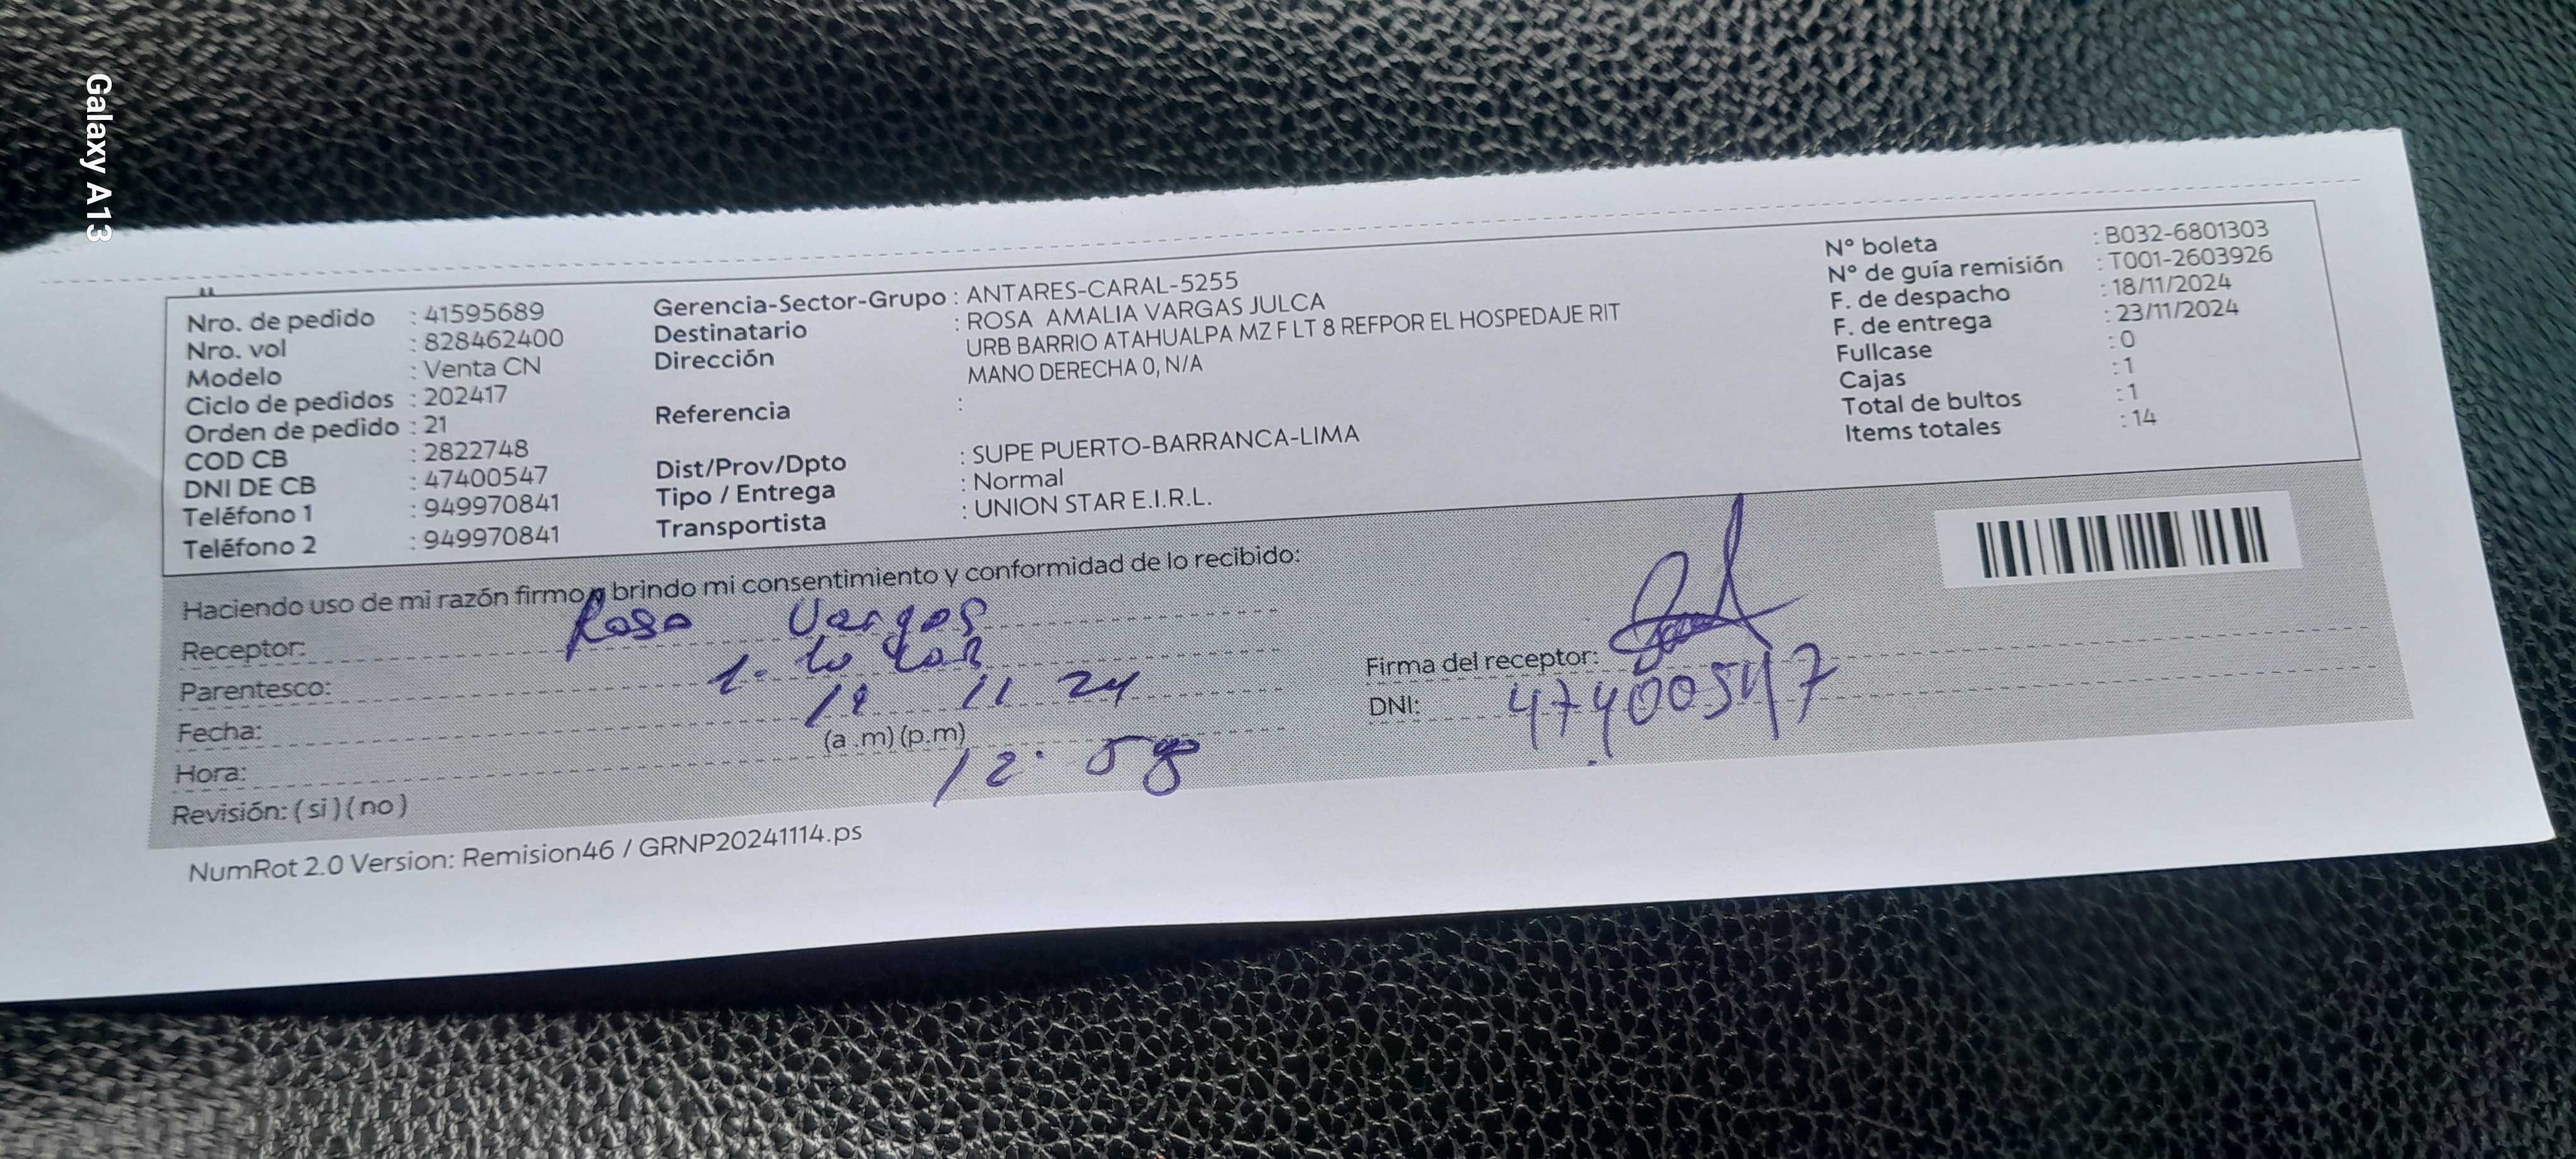 Galaxy A13
Nro. de pedido : 41595689
Nro. vol : 828462400
Modelo : Venta CN
Ciclo de pedidos : 202417
Orden de pedido : 21
COD CB : 2822748
DNI DE CB : 47400547
Teléfono 1 : 949970841
Teléfono 2 : 949970841
Gerencia-Sector-Grupo : ANTARES-CARAL-5255
Destinatario : ROSA AMALIA VARGAS JULCA
Dirección URB BARRIO ATAHUALPA MZ F LT 8 REFPOR EL HOSPEDAJE RIT
MANO DERECHA 0, N/A
Referencia :
Dist/Prov/Dpto : SUPE PUERTO-BARRANCA-LIMA
Tipo / Entrega : Normal
Transportista : UNION STAR E.I.R.L.
N° boleta : B032-6801303
N° de guía remisión : T001-2603926
F. de despacho : 18/11/2024
F. de entrega : 23/11/2024
Fullcase : 0
Cajas : 1
Total de bultos : 1
Items totales : 14
Haciendo uso de mi razón firmo y brindo mi consentimiento y conformidad de lo recibido:
Receptor: Rosa Vargas
Parentesco:
Fecha: 11 24
Hora: (a .m) (p.m) 12. 58
Revisión: ( si ) ( no )
Firma del receptor:
DNI: 47400547
NumRot 2.0 Version: Remision46 / GRNP20241114.ps